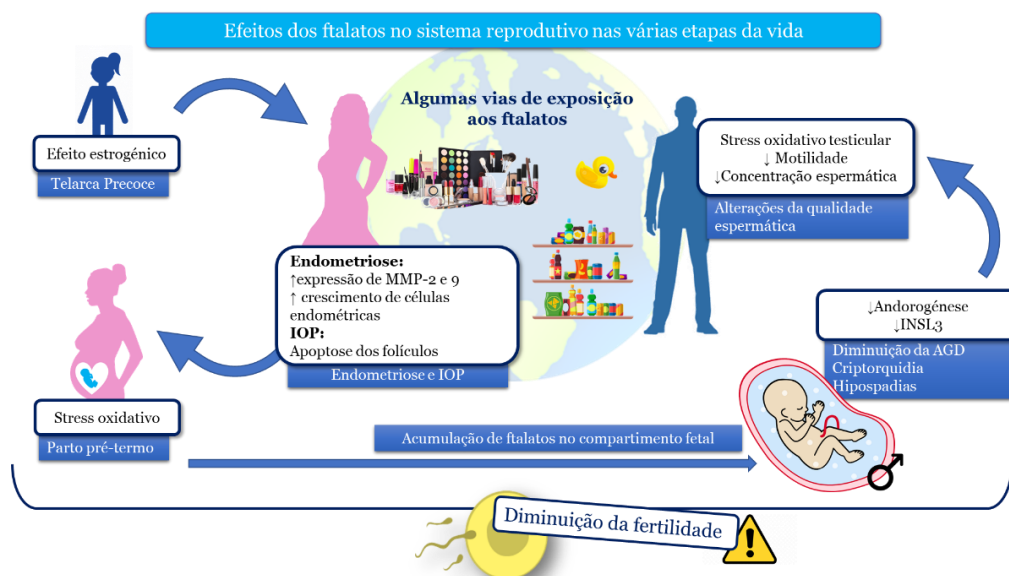 Efeitos dos ftalatos no sistema reprodutivo nas várias etapas da vida
Algumas vias de exposição
aos ftalatos
Efeito estrogénico
Telarca Precoce
Endometriose:
↑expressão de MMP-2 e 9
↑ crescimento de células
endométricas
IOP:
Apoptose dos folículos
Endometriose e IOP
Stress oxidativo
Parto pré-termo
Acumulação de ftalatos no compartimento fetal
↓Andorogénese
↓INSL3
Diminuição da AGD
Criptorquidia
Hipospadias
Stress oxidativo testicular
↓ Motilidade
↓Concentração espermática
Alterações da qualidade
espermática
Diminuição da fertilidade